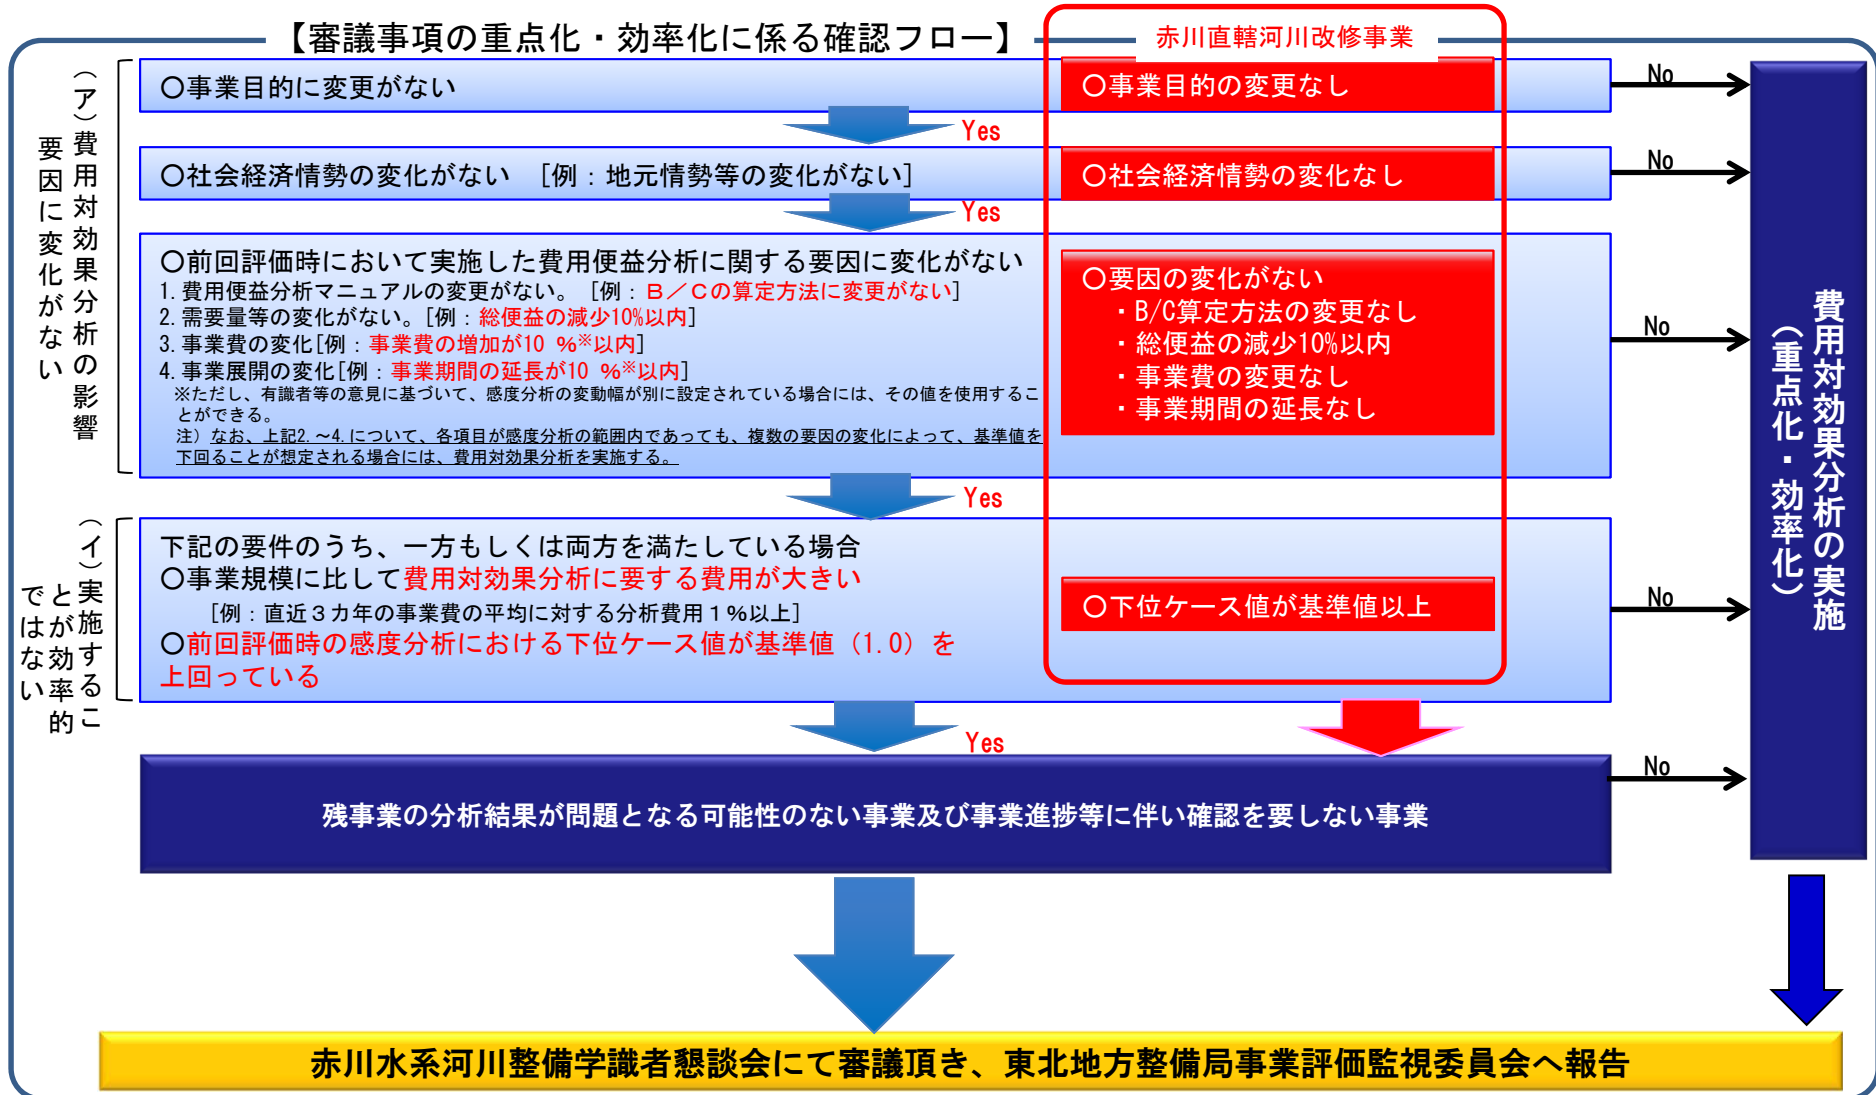 【審議事項の重点化・効率化に係る確認フロー】
赤川直轄河川改修事業
（ア）費用対効果分析の影響
要因に変化がない
〇事業目的に変更がない
〇事業目的の変更なし
No
Yes
〇社会経済情勢の変化がない　[例：地元情勢等の変化がない]
〇社会経済情勢の変化なし
No
Yes
〇前回評価時において実施した費用便益分析に関する要因に変化がない
1.費用便益分析マニュアルの変更がない。［例：Ｂ／Ｃの算定方法に変更がない］
2.需要量等の変化がない。[例：総便益の減少10%以内]
3.事業費の変化[例：事業費の増加が10 %※以内]
4.事業展開の変化[例：事業期間の延長が10 %※以内]
※ただし、有識者等の意見に基づいて、感度分析の変動幅が別に設定されている場合には、その値を使用するこ
とができる。
注）なお、上記2.～4.について、各項目が感度分析の範囲内であっても、複数の要因の変化によって、基準値を
下回ることが想定される場合には、費用対効果分析を実施する。
〇要因の変化がない
・B/C算定方法の変更なし
・総便益の減少10%以内
・事業費の変更なし
・事業期間の延長なし
No
Yes
（イ）実施するこ
とが効率的
ではない
下記の要件のうち、一方もしくは両方を満たしている場合
〇事業規模に比して費用対効果分析に要する費用が大きい
[例：直近３カ年の事業費の平均に対する分析費用１%以上]
〇前回評価時の感度分析における下位ケース値が基準値（1.0）を
上回っている
〇下位ケース値が基準値以上
No
Yes
残事業の分析結果が問題となる可能性のない事業及び事業進捗等に伴い確認を要しない事業
No
費用対効果分析の実施
（重点化・効率化）
赤川水系河川整備学識者懇談会にて審議頂き、東北地方整備局事業評価監視委員会へ報告